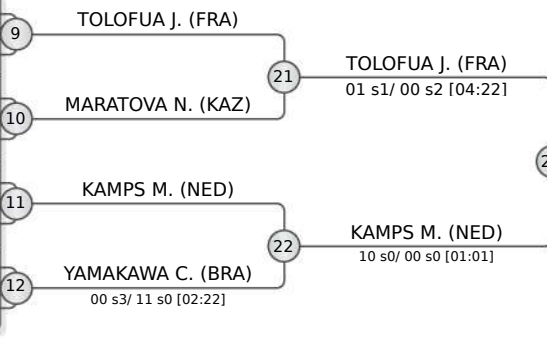 9
TOLOFUA J. (FRA)
21
TOLOFUA J. (FRA)
01 s1/ 00 s2 [04:22]
10
MARATOVA N. (KAZ)
11
KAMPS M. (NED)
22
KAMPS M. (NED)
10 s0/ 00 s0 [01:01]
12
YAMAKAWA C. (BRA)
00 s3/ 11 s0 [02:22]